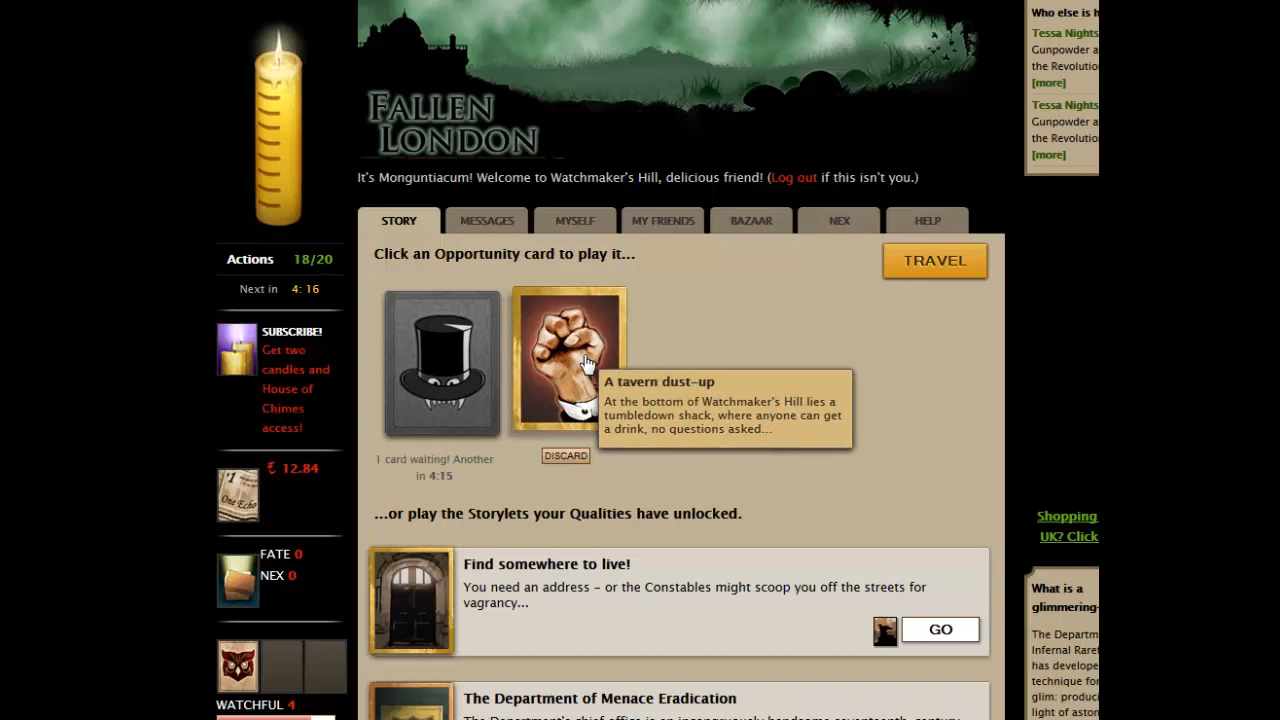 FALLEN
LONDON
It's Monguntiacum! Welcome to Watchmaker's Hill, delicious friend! (Log out if this isn't you.)
STORY
MESSAGES
MYSELF
MY FRIENDS
BAZAAR
NEX
HELP
Actions 18/20
Next in 4: 16
SUBSCRIBE!
Get two
candles and
House of
Chimes
access!
#1
One Echo
12.84
FATE 0
NEX 0
WATCHFUL 4
Click an Opportunity card to play it...
TRAVEL
A tavern dust-up
At the bottom of Watchmaker's Hill lies a
tumbledown shack, where anyone can get
a drink, no questions asked...
1 card waiting! Another
in 4:15
DISCARD
...or play the Storylets your Qualities have unlocked.
Find somewhere to live!
You need an address – or the Constables might scoop you off the streets for
vagrancy...
GO
The Department of Menace Eradication
Who else is h
Tessa Nights
Gunpowder a
the Revolutio
[more]
Tessa Nights
Gunpowder a
the Revolutio
[more]
Shopping
UK? Click
What is a
glimmering-
The Departm
Infernal Raref
has develope
technique for
glim: produci
light of aston